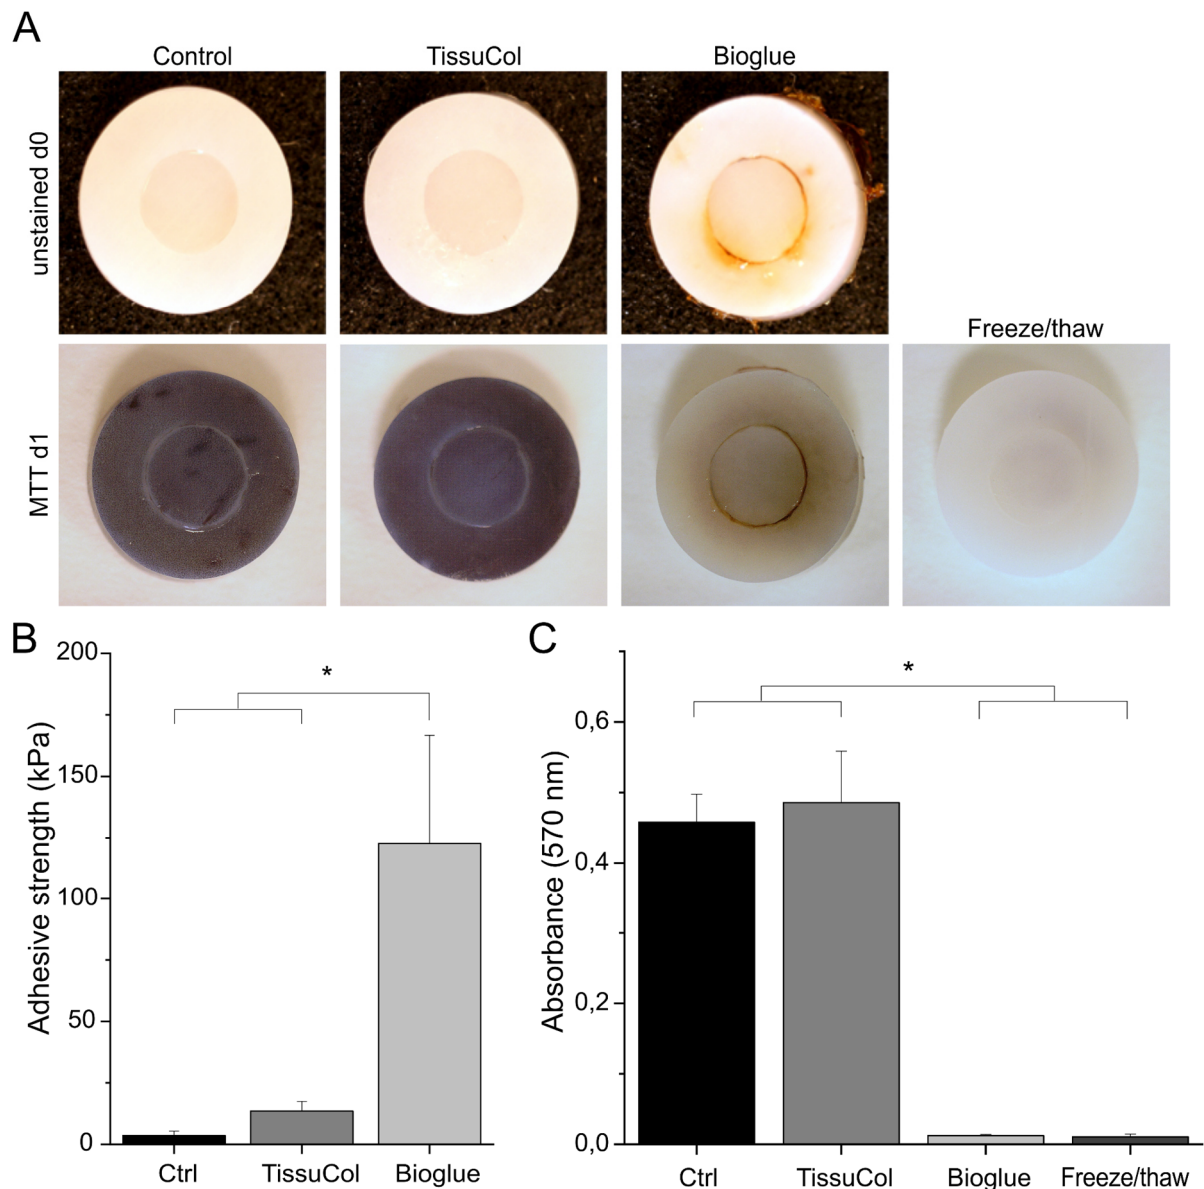 A
Control TissuCol Bioglue
unstained d0
Freeze/thaw
MTT d1
B
Adhesive strength (kPa)
200
150
100
50
0
*
Ctrl TissuCol Bioglue
C
Absorbance (570 nm)
0,6
0,4
0,2
0,0
*
Ctrl TissuCol Bioglue Freeze/thaw